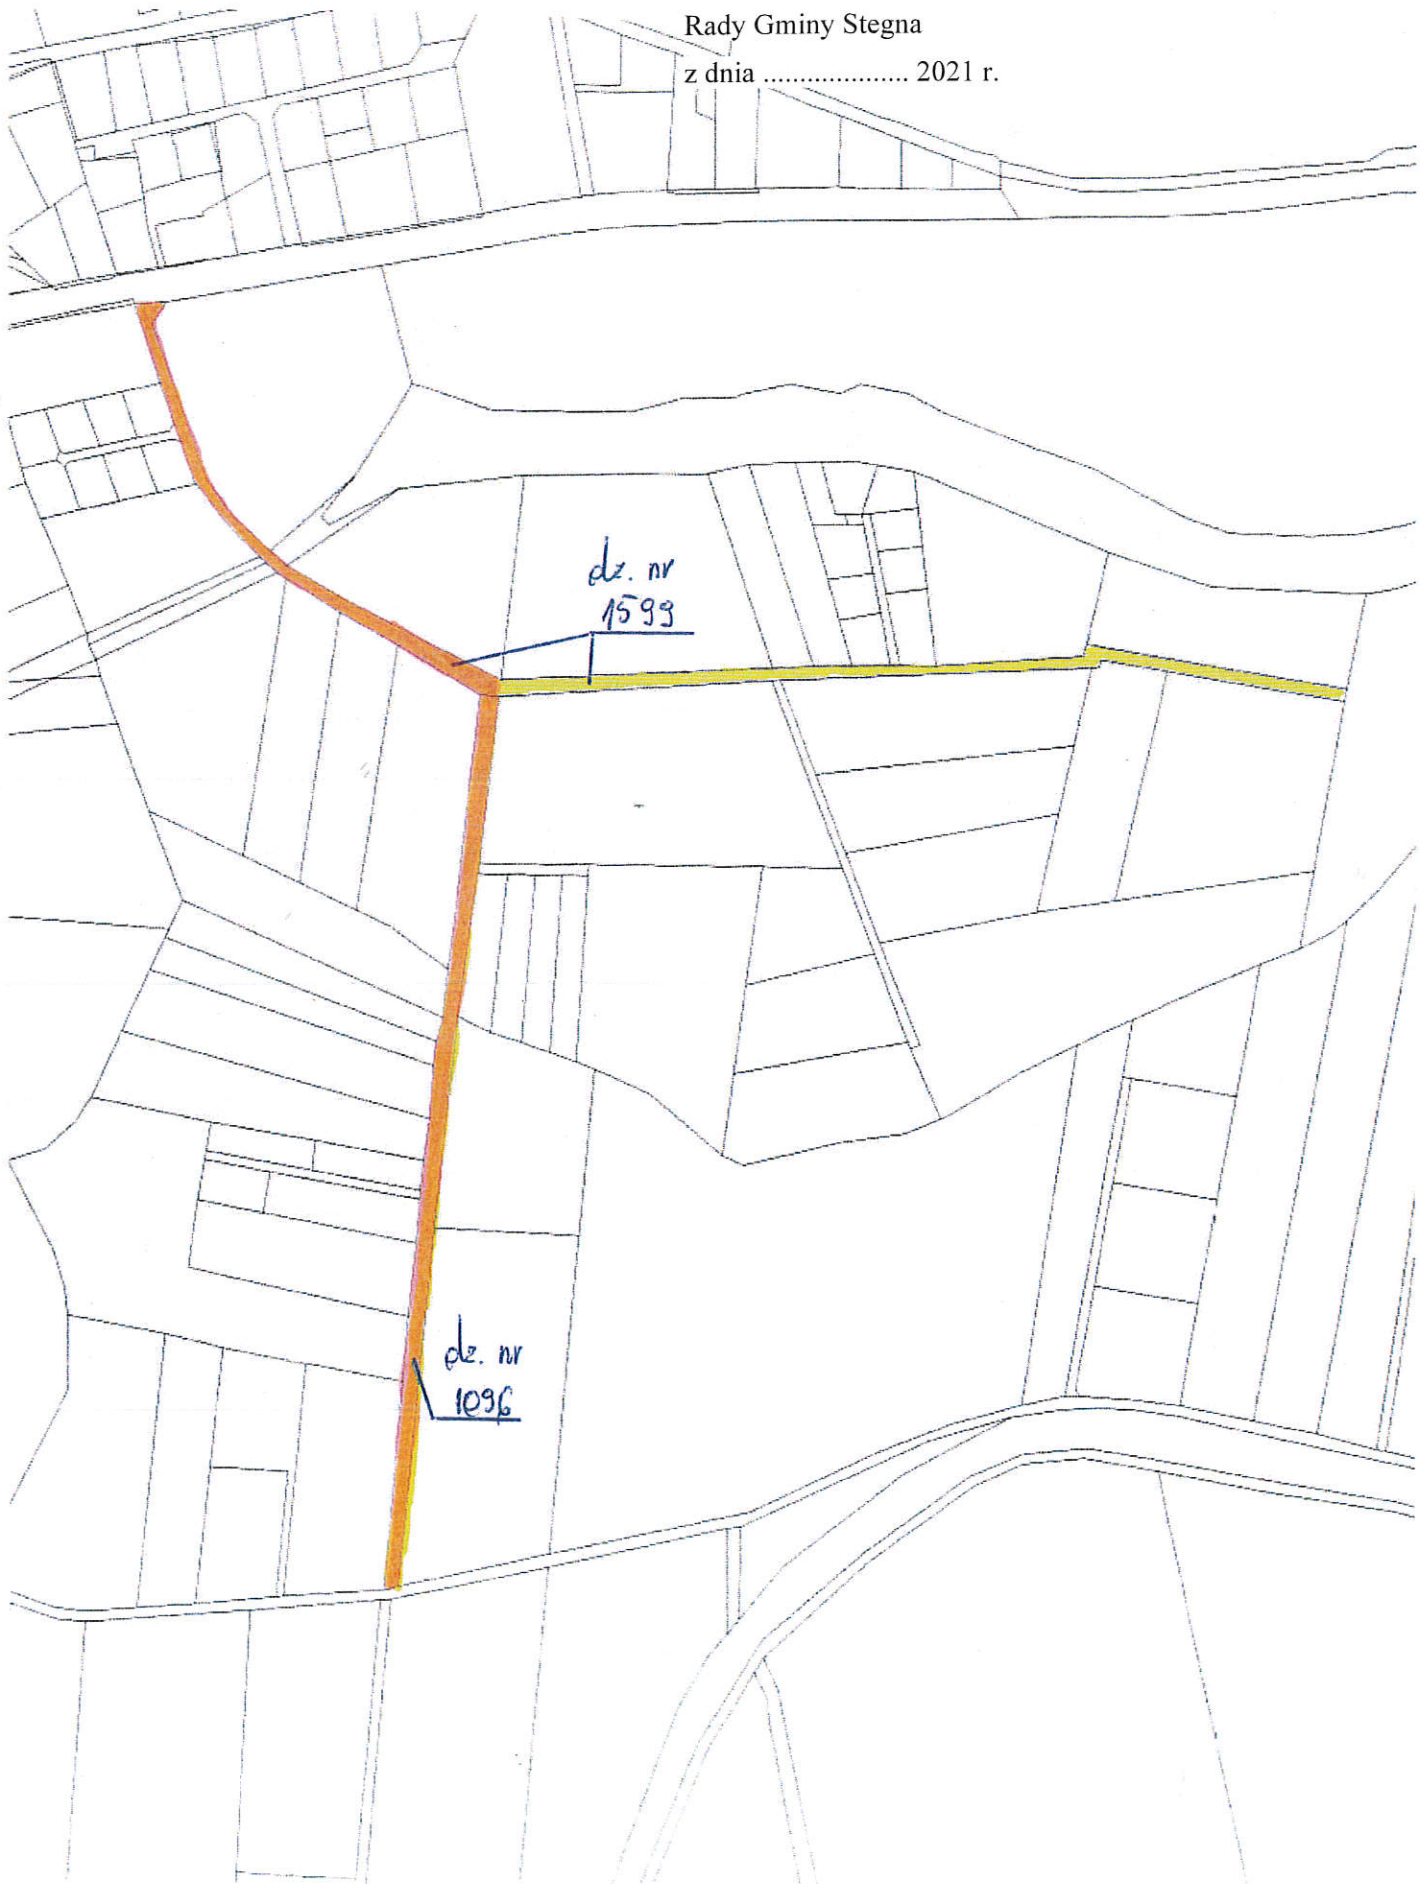 Rady Gminy Stegna
z dnia ................... 2021 r.
dz. nr
1599
dz. nr
1096